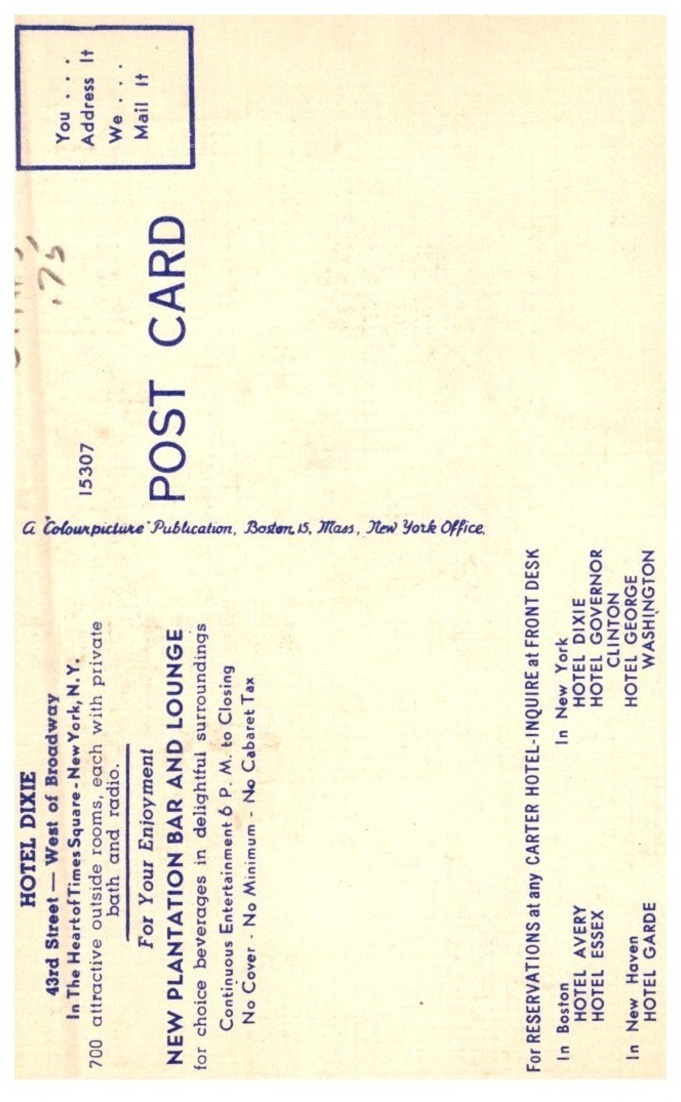 HOTEL DIXIE
43rd Street — West of Broadway
In The Heart of Times Square - New York, N.Y.
700 attractive outside rooms, each with private
bath and radio.
For Your Enjoyment
NEW PLANTATION BAR AND LOUNGE
for choice beverages in delightful surroundings
Continuous Entertainment 6 P. M. to Closing
No Cover - No Minimum - No Cabaret Tax
For RESERVATIONS at any CARTER HOTEL-INQUIRE at FRONT DESK
In Boston
HOTEL AVERY
HOTEL ESSEX
In New Haven
HOTEL GARDE
In New York
HOTEL DIXIE
HOTEL GOVERNOR
CLINTON
HOTEL GEORGE
WASHINGTON
A "Colourpicture" Publication, Boston 15, Mass., New York Office,
15307
POST CARD
.75
You . . .
Address It
We . . .
Mail It